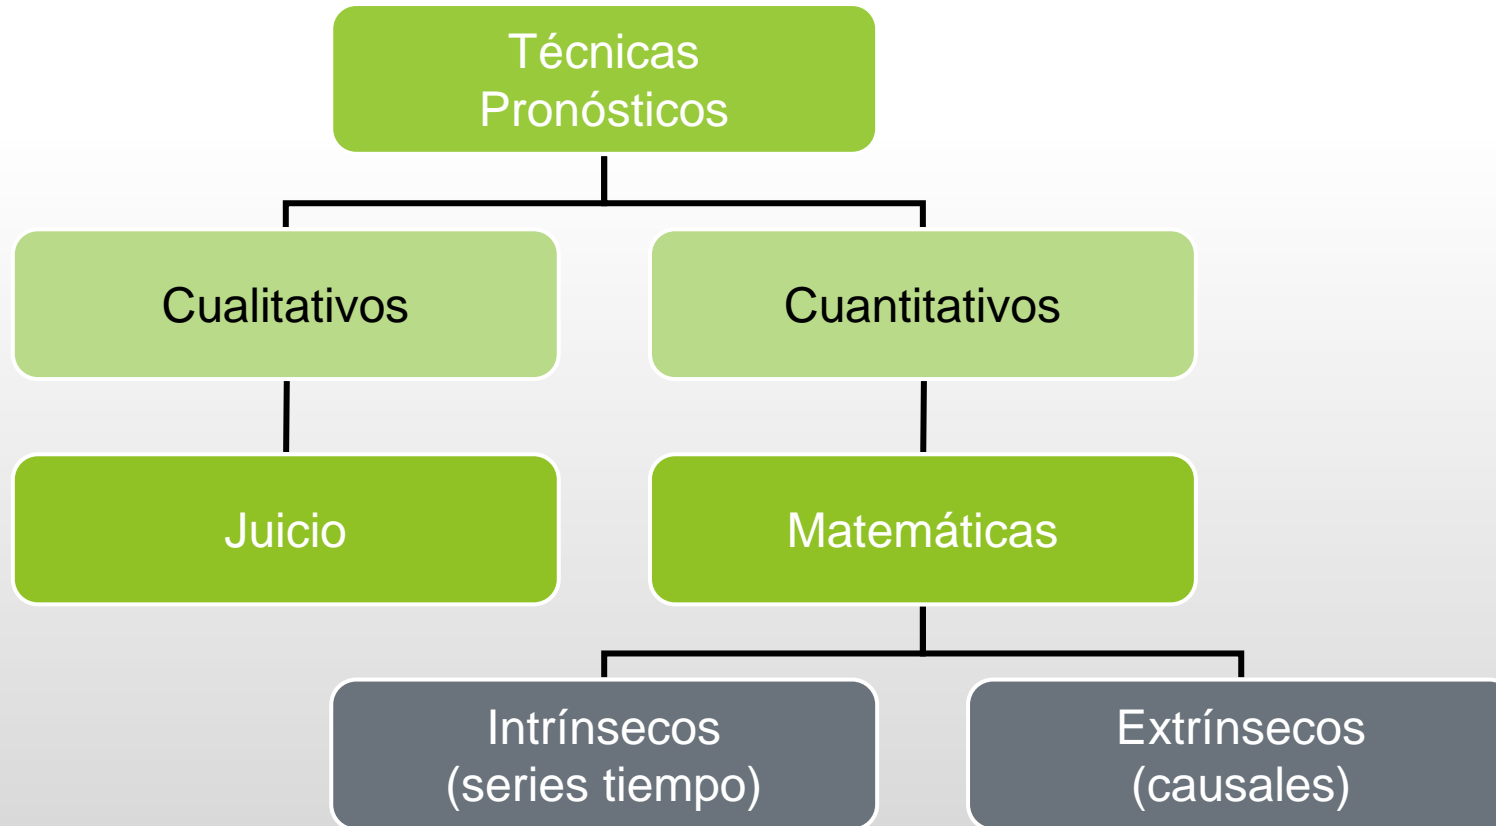 Técnicas
Pronósticos
Cualitativos
Cuantitativos
Juicio
Matemáticas
Intrínsecos
(series tiempo)
Extrínsecos
(causales)